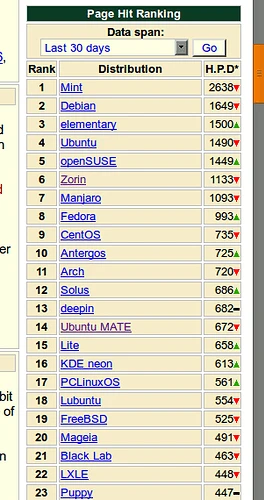 Page Hit Ranking
Data span:
Last 30 days Go
Rank Distribution H.P.D*
1 Mint 2638▼
2 Debian 1649▼
3 elementary 1500▲
4 Ubuntu 1490▼
5 openSUSE 1449▲
6 Zorin 1133▼
7 Manjaro 1093▼
8 Fedora 993▲
9 CentOS 735▼
10 Antergos 725▲
11 Arch 720▼
12 Solus 686▲
13 deepin 682=
14 Ubuntu MATE 672▼
15 Lite 658▲
16 KDE neon 613▲
17 PCLinuxOS 561▲
18 Lubuntu 554▼
19 FreeBSD 525▼
20 Mageia 491▼
21 Black Lab 463▼
22 LXLE 448▼
23 Puppy 447=